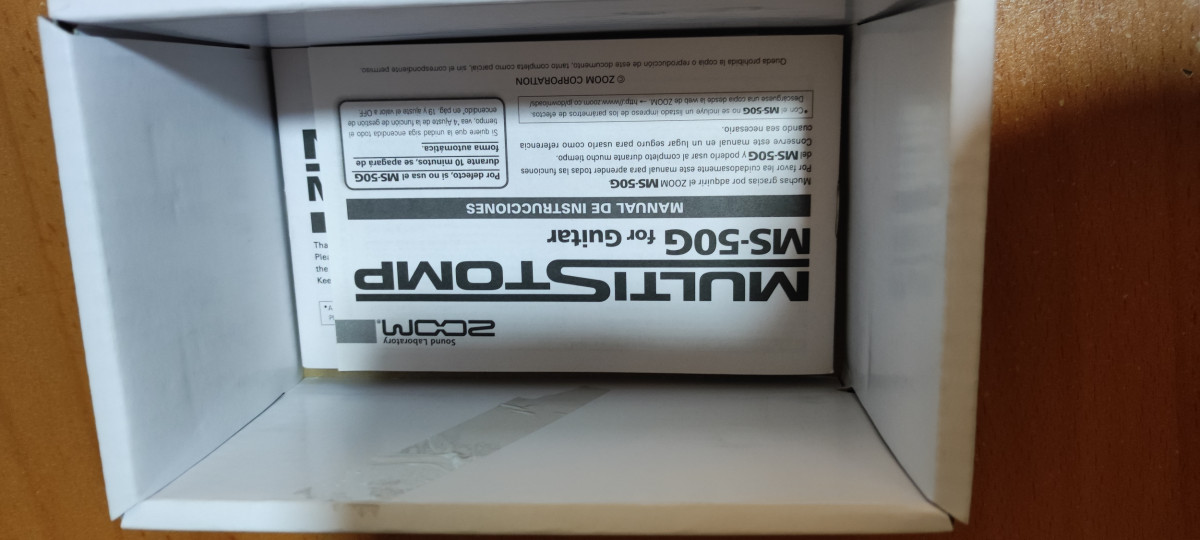 Sound Laboratory
ZOOM®
MULTISTOMP
MS-50G for Guitar
MANUAL DE INSTRUCCIONES
Muchas gracias por adquirir el ZOOM MS-50G
Por favor lea cuidadosamente este manual para aprender todas las funciones
del MS-50G y poderlo usar al completo durante mucho tiempo.
Conserve este manual en un lugar seguro para usarlo como referencia
cuando sea necesario.
*Con el MS-50G no se incluye un listado impreso de los parámetros de efectos.
Descárguese una copia desde la web de ZOOM. → http://www.zoom.co.jp/downloads/
Por defecto, si no usa el MS-50G
durante 10 minutos, se apagará de
forma automática.
Si quiere que la unidad siga encendida todo el
tiempo, vea "Ajuste de la función de gestión de
encendido" en pág. 19 y ajuste el valor a OFF.
© ZOOM CORPORATION
Queda prohibida la copia o reproducción de este documento, tanto completa como parcial, sin el correspondiente permiso.
Tha
Plea
the
Kee